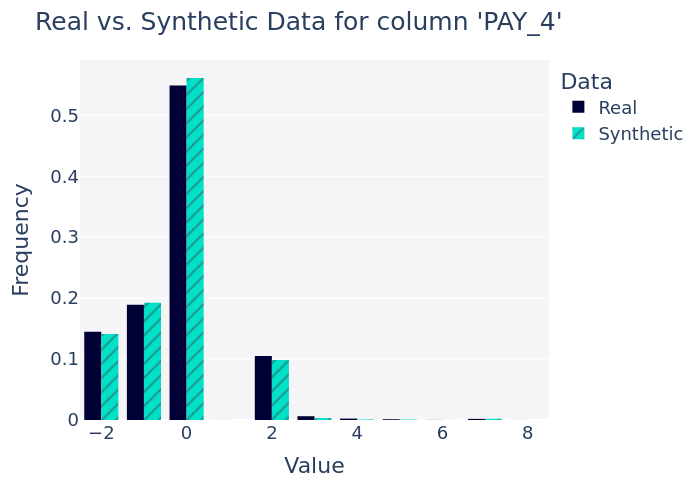 Real vs. Synthetic Data for column 'PAY_4'
Data
Real
Synthetic
Frequency
0.5
0.4
0.3
0.2
0.1
0
−2 0 2 4 6 8
Value